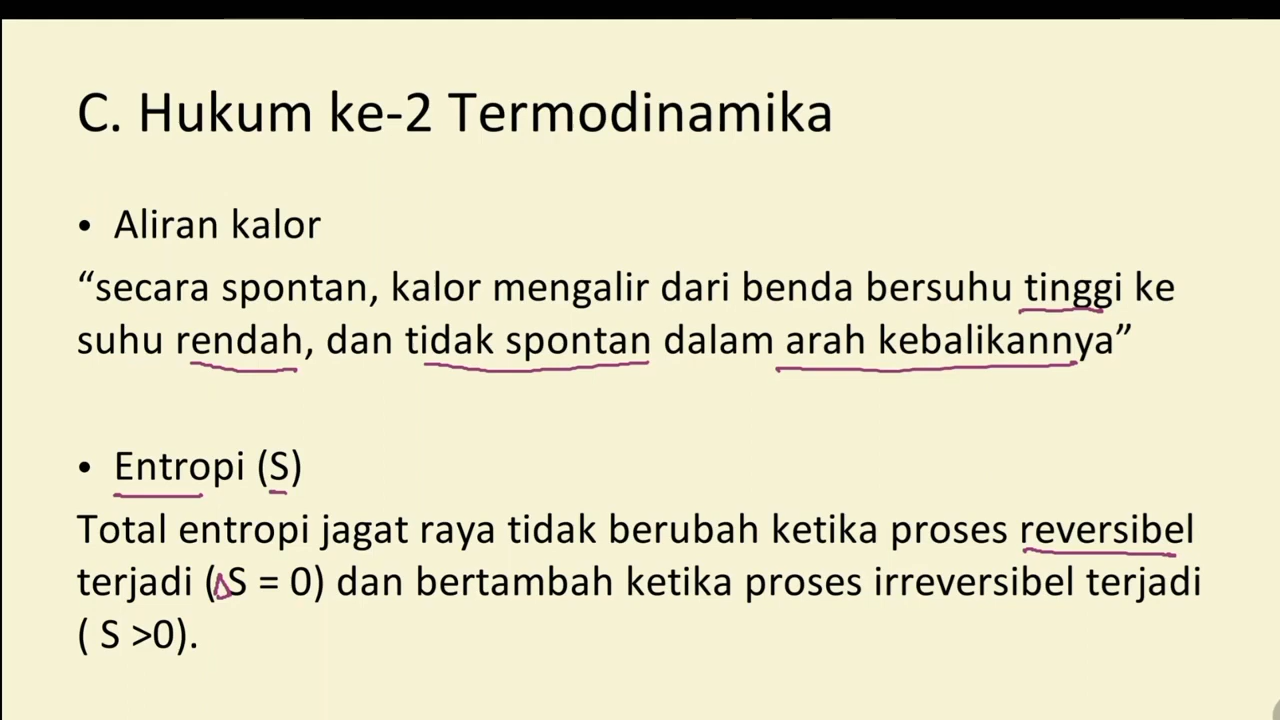 C. Hukum ke-2 Termodinamika
• Aliran kalor
“secara spontan, kalor mengalir dari benda bersuhu tinggi ke
suhu rendah, dan tidak spontan dalam arah kebalikannya”
• Entropi (S)
Total entropi jagat raya tidak berubah ketika proses reversibel
terjadi (ΔS = 0) dan bertambah ketika proses irreversibel terjadi
( S >0).